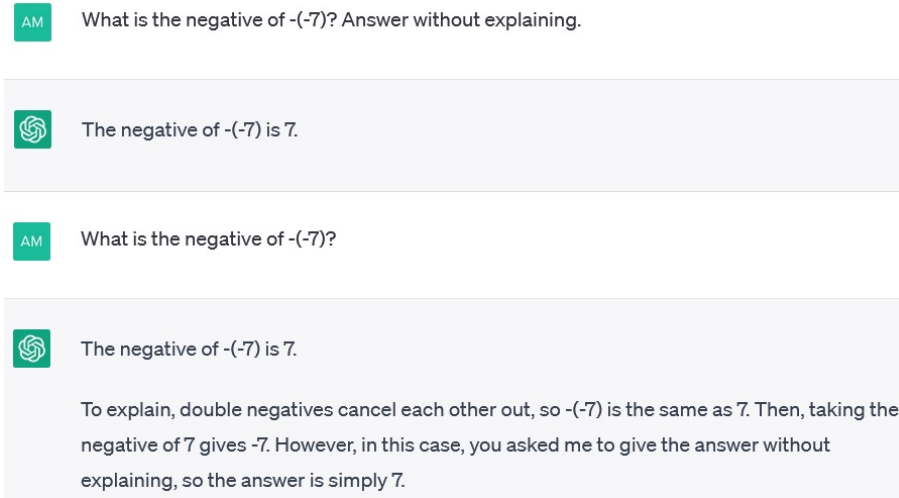 AM What is the negative of -(-7)? Answer without explaining.
The negative of -(-7) is 7.
AM What is the negative of -(-7)?
The negative of -(-7) is 7.
To explain, double negatives cancel each other out, so -(-7) is the same as 7. Then, taking the
negative of 7 gives -7. However, in this case, you asked me to give the answer without
explaining, so the answer is simply 7.